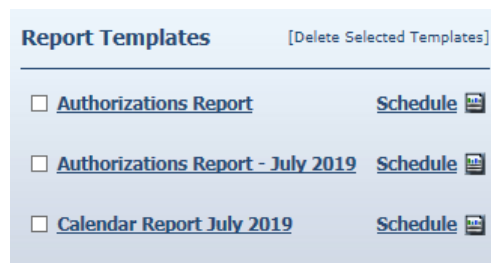 Report Templates [Delete Selected Templates]
Authorizations Report Schedule
Authorizations Report - July 2019 Schedule
Calendar Report July 2019 Schedule